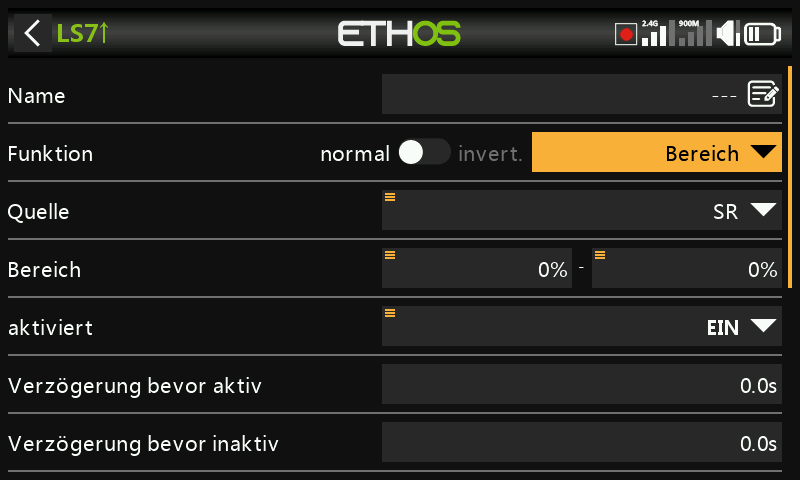 LS7↑ ETHOS 2.4G 900M
Name ---
Funktion normal invert. Bereich
Quelle SR
Bereich 0% - 0%
aktiviert EIN
Verzögerung bevor aktiv 0.0s
Verzögerung bevor inaktiv 0.0s